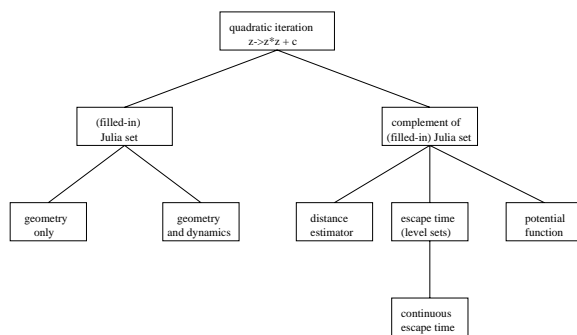 quadratic iteration
z->z*z + c
(filled-in)
Julia set
complement of
(filled-in) Julia set
geometry
only
geometry
and dynamics
distance
estimator
escape time
(level sets)
potential
function
continuous
escape time